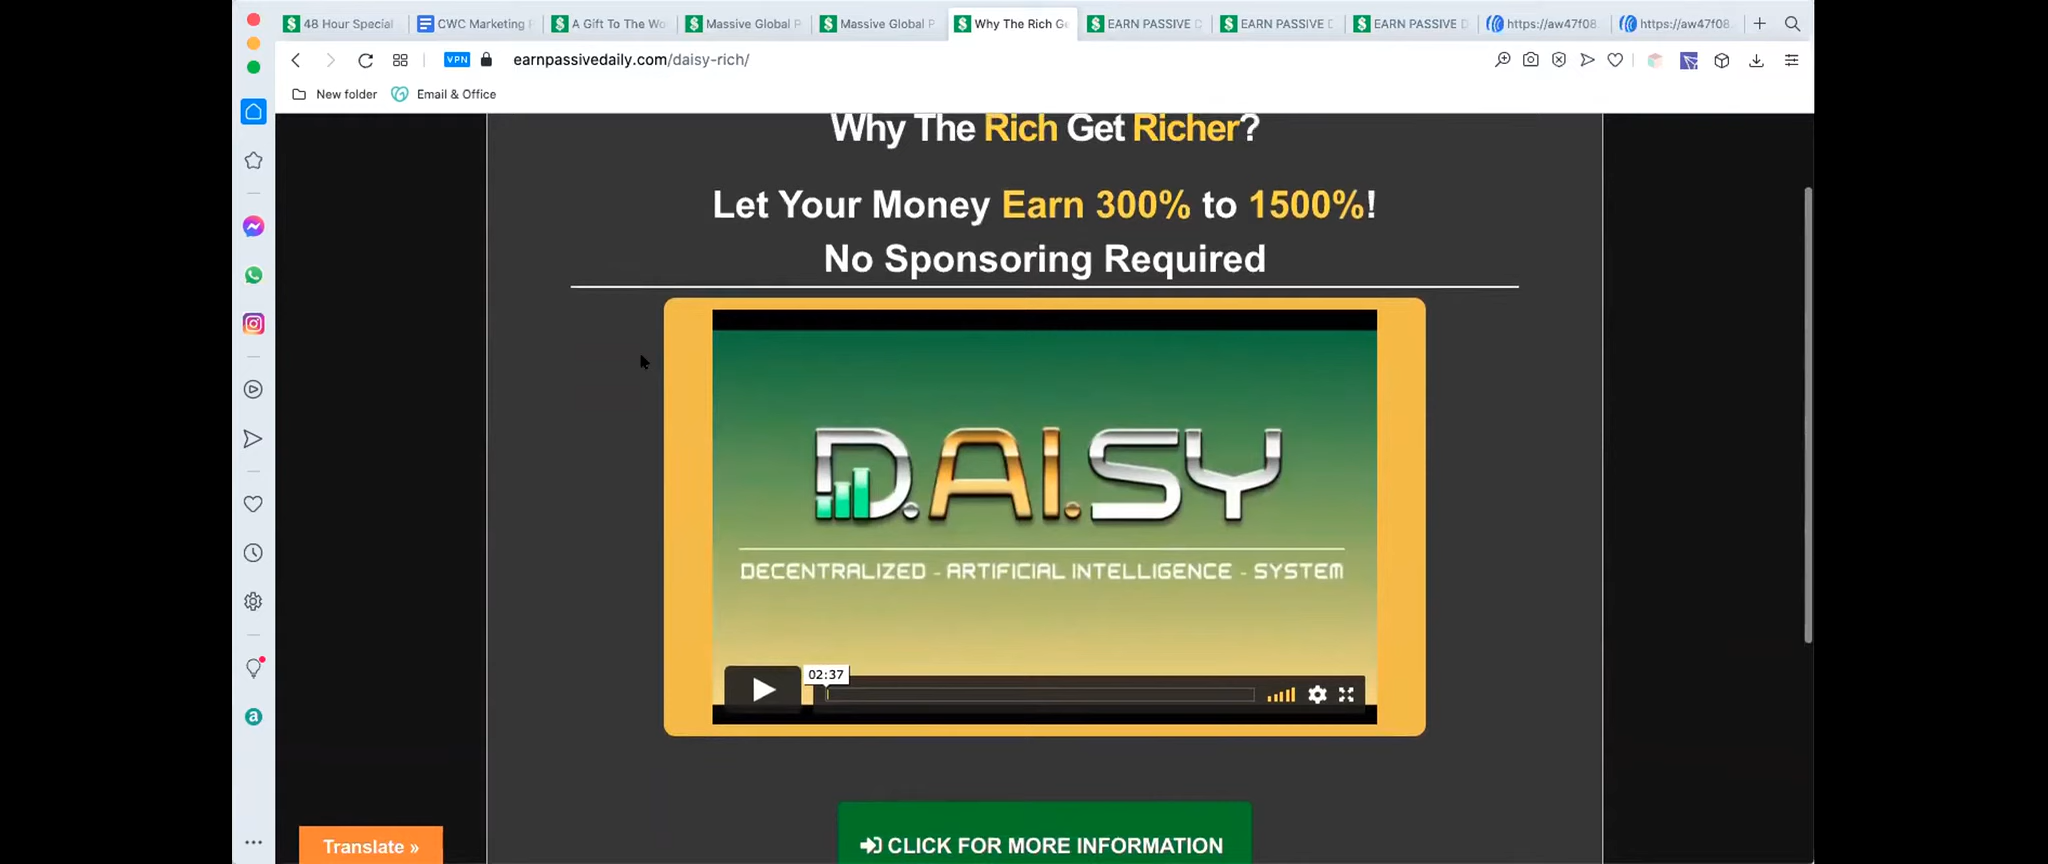 48 Hour Special
CWC Marketing
A Gift To The Wo
Massive Global P
Massive Global P
Why The Rich Ge
EARN PASSIVE D
EARN PASSIVE D
EARN PASSIVE D
https://aw47f08
https://aw47f08
VPN
earnpassivedaily.com/daisy-rich/
New folder
Email & Office
Why The Rich Get Richer?
Let Your Money Earn 300% to 1500%!
No Sponsoring Required
D.AI.SY
DECENTRALIZED - ARTIFICIAL INTELLIGENCE - SYSTEM
02:37
CLICK FOR MORE INFORMATION
Translate »